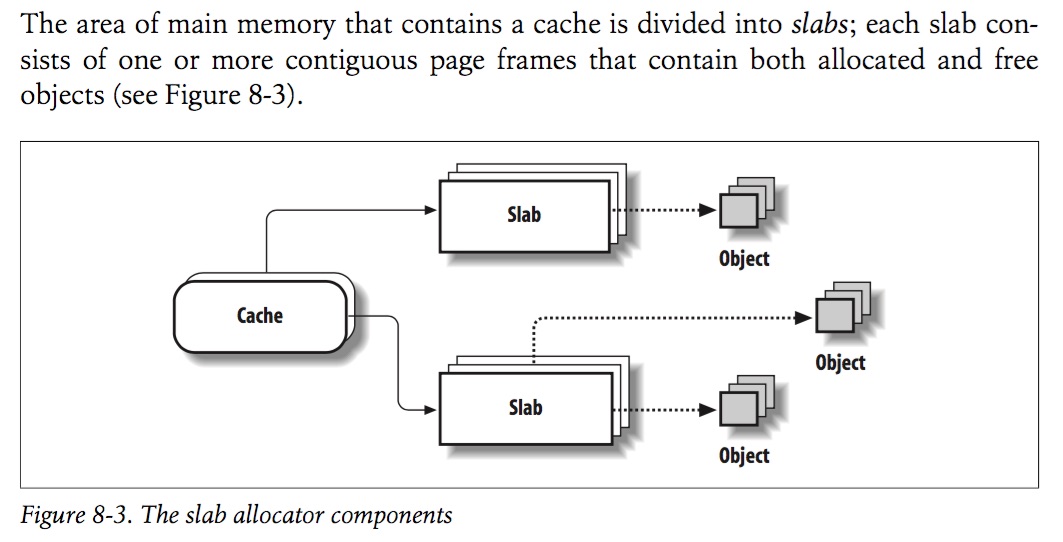 The area of main memory that contains a cache is divided into slabs; each slab con-
sists of one or more contiguous page frames that contain both allocated and free
objects (see Figure 8-3).
Slab
Object
Cache
Object
Slab
Object
Figure 8-3. The slab allocator components